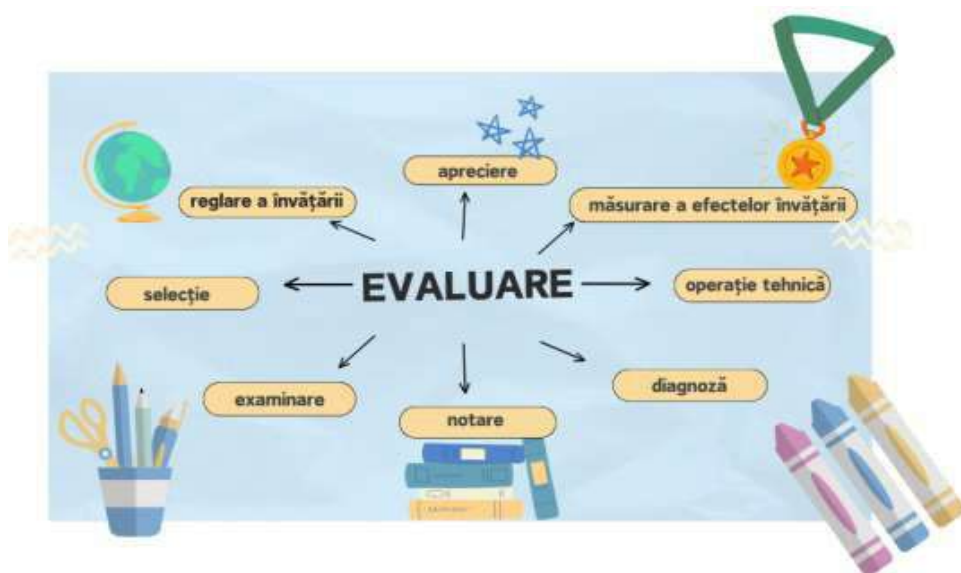 apreciere
reglare a învățării
măsurare a efectelor învățării
EVALUARE
operație tehnică
selecție
diagnoză
examinare
notare